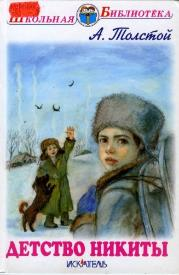 Школьная Библиотека
А. Толстой
ДЕТСТВО НИКИТЫ
ИСКАТЕЛЬ